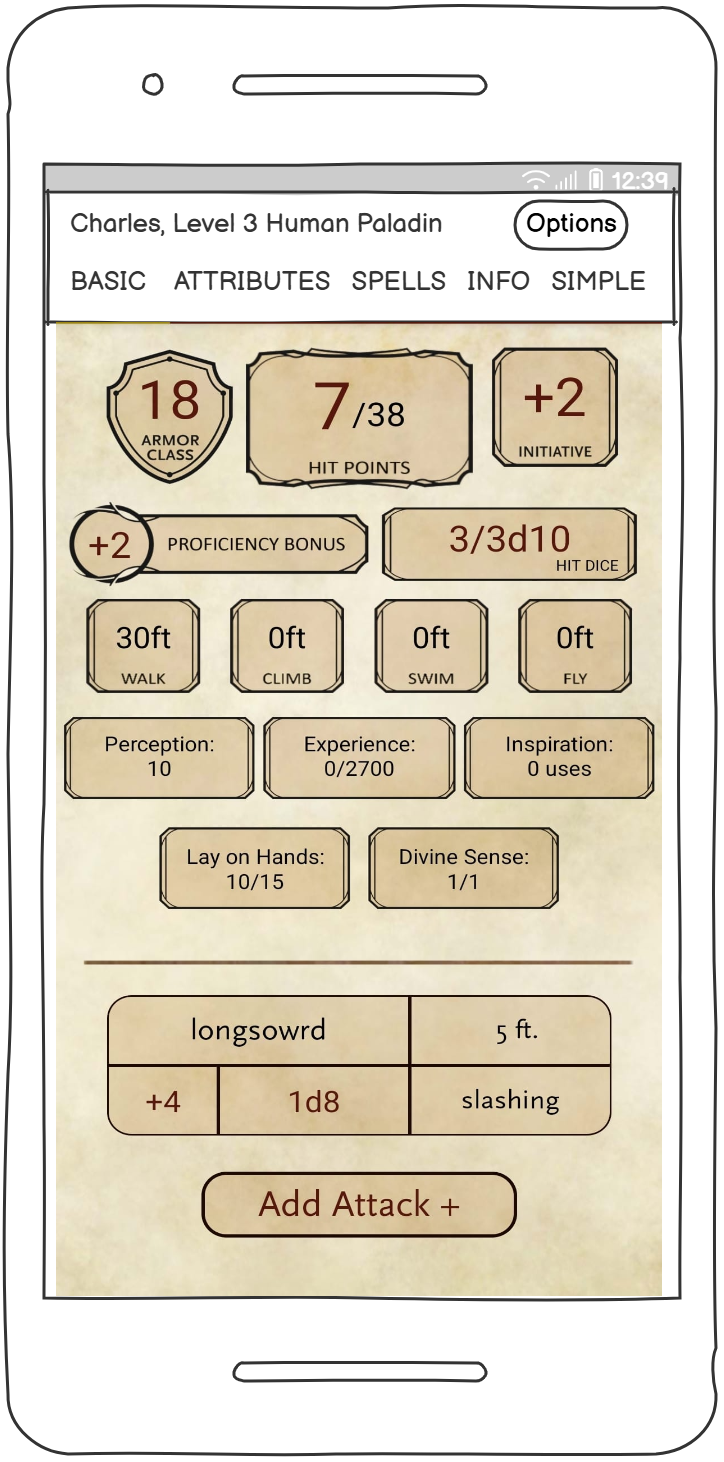 12:39
Charles, Level 3 Human Paladin Options
BASIC ATTRIBUTES SPELLS INFO SIMPLE
18
ARMOR
CLASS
7/38
HIT POINTS
+2
INITIATIVE
+2 PROFICIENCY BONUS
3/3d10
HIT DICE
30ft
WALK
0ft
CLIMB
0ft
SWIM
0ft
FLY
Perception:
10
Experience:
0/2700
Inspiration:
0 uses
Lay on Hands:
10/15
Divine Sense:
1/1
longsowrd 5 ft.
+4 1d8 slashing
Add Attack +